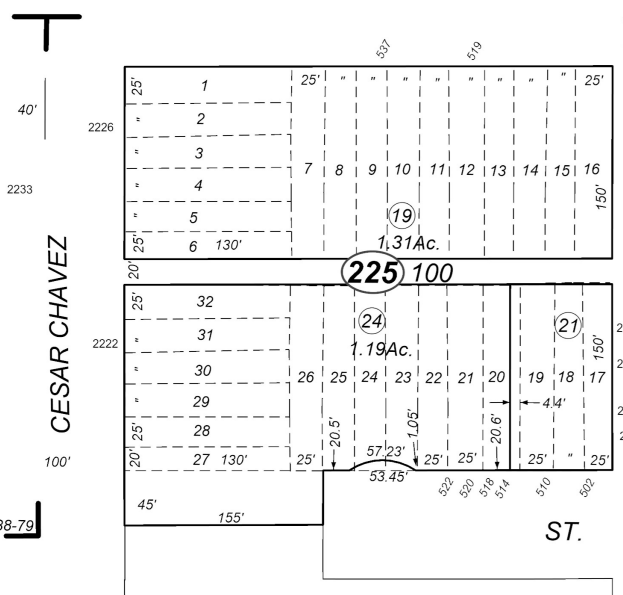 537 519
25' 1 25' " " " " " " " " 25'
40'
2226 " 2
" 3
2233 " 4 7 8 9 10 11 12 13 14 15 16
" 5 19 150'
25' 6 130' 1.31Ac.
20' 225 100
CESAR CHAVEZ
25' 32 24 21
2222 " 31 1.19Ac. 150'
" 30 26 25 24 23 22 21 20 19 18 17
" 29 4.4'
25' 28 20.5' 1.05' 20.6'
100' 20' 27 130' 25' 57.23' 25' 25' 25' " 25'
53.45' 522 520 518 514 510 502
45'
38-79 155' ST.